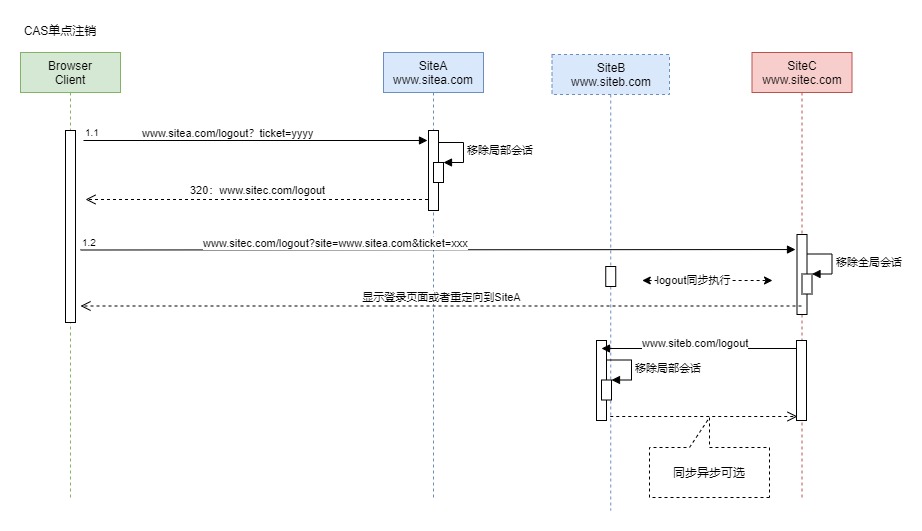 CAS单点注销
Browser
Client
SiteA
www.sitea.com
SiteB
www.siteb.com
SiteC
www.sitec.com
1.1
www.sitea.com/logout?ticket=yyyy
移除局部会话
320：www.sitec.com/logout
1.2
www.sitec.com/logout?site=www.sitea.com&ticket=xxx
移除全局会话
logout同步执行
显示登录页面或者重定向到SiteA
www.siteb.com/logout
移除局部会话
同步异步可选